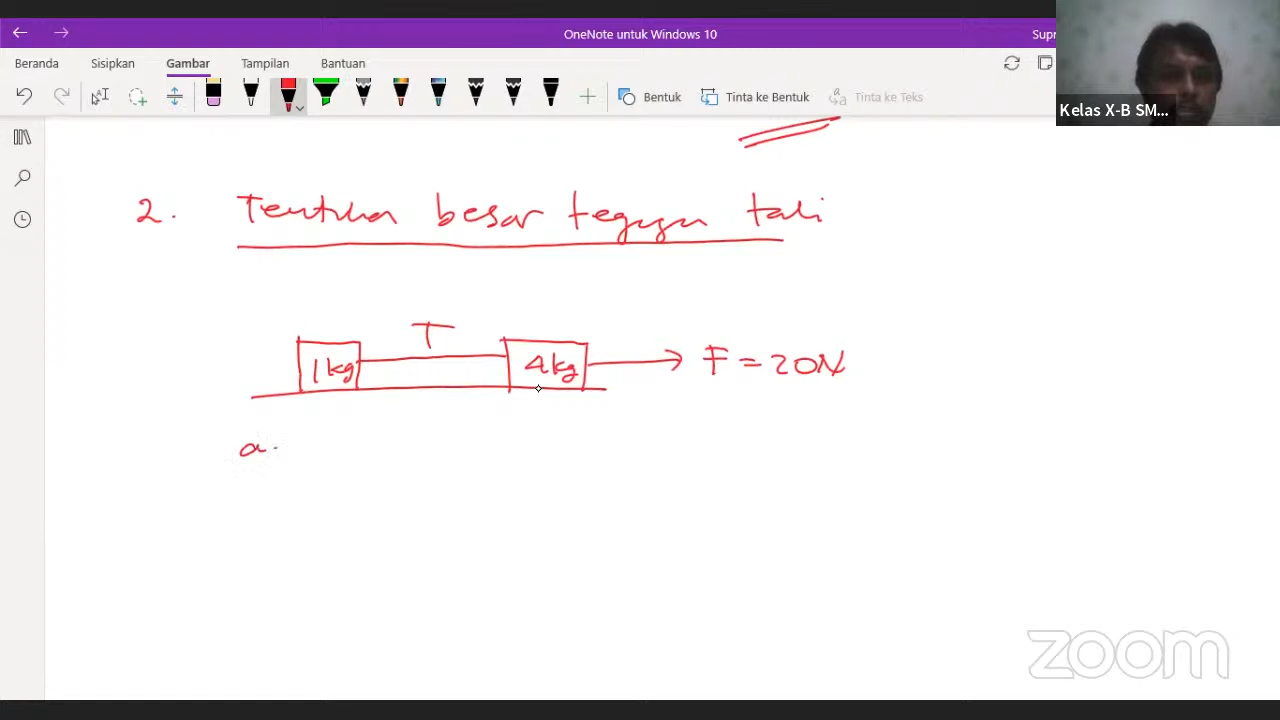 OneNote untuk Windows 10
Supr
Beranda Sisipkan Gambar Tampilan Bantuan
Bentuk Tinta ke Bentuk Tinta ke Teks
Kelas X-B SM...
2. Tentukan besar tegangan tali
T
1kg 4kg F = 20N
a.
zoom